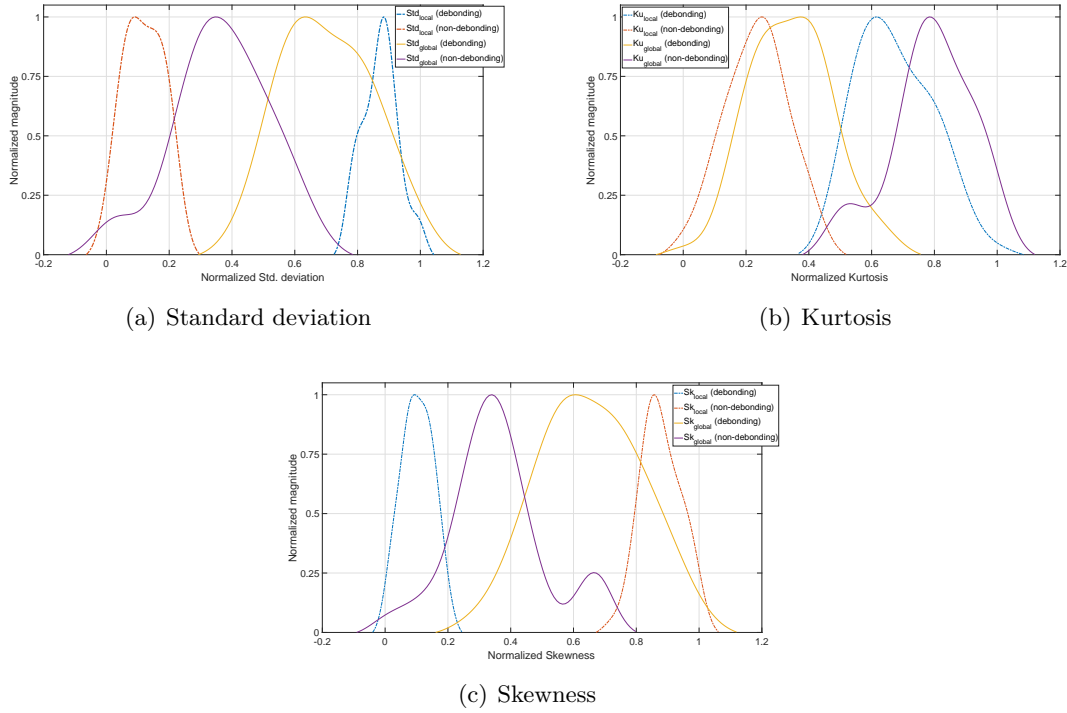 1
0.75
0.5
0.25
0
Normalized magnitude
-0.2 0 0.2 0.4 0.6 0.8 1 1.2
Normalized Std. deviation
Std_local (debonding)
Std_local (non-debonding)
Std_global (debonding)
Std_global (non-debonding)
(a) Standard deviation
1
0.75
0.5
0.25
0
Normalized magnitude
-0.2 0 0.2 0.4 0.6 0.8 1 1.2
Normalized Kurtosis
Ku_local (debonding)
Ku_local (non-debonding)
Ku_global (debonding)
Ku_global (non-debonding)
(b) Kurtosis
1
0.75
0.5
0.25
0
Normalized magnitude
-0.2 0 0.2 0.4 0.6 0.8 1 1.2
Normalized Skewness
Sk_local (debonding)
Sk_local (non-debonding)
Sk_global (debonding)
Sk_global (non-debonding)
(c) Skewness